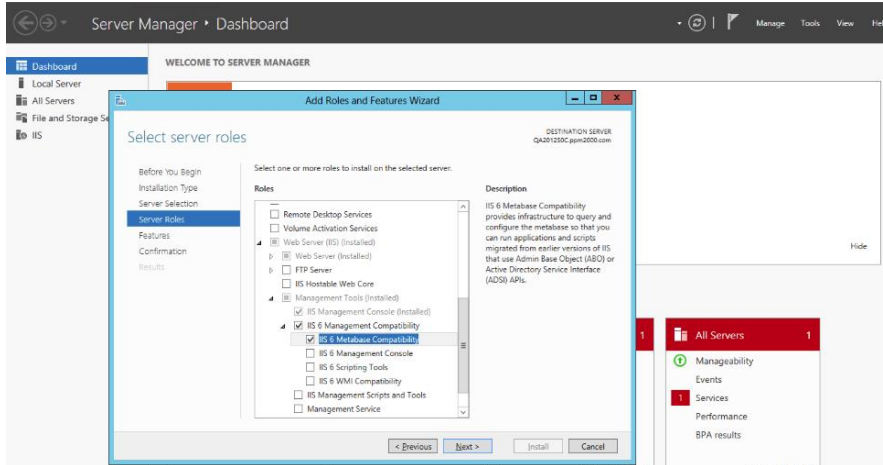 Server Manager • Dashboard
Manage Tools View Hel
Dashboard
Local Server
All Servers
File and Storage Se
IIS
WELCOME TO SERVER MANAGER
Add Roles and Features Wizard
Select server roles
DESTINATION SERVER
QA201250C.ppm2000.com
Before You Begin
Installation Type
Server Selection
Server Roles
Features
Confirmation
Results
Select one or more roles to install on the selected server.
Roles
Remote Desktop Services
Volume Activation Services
Web Server (IIS) (Installed)
Web Server (Installed)
FTP Server
IIS Hostable Web Core
Management Tools (Installed)
IIS Management Console (Installed)
IIS 6 Management Compatibility
IIS 6 Metabase Compatibility
IIS 6 Management Console
IIS 6 Scripting Tools
IIS 6 WMI Compatibility
IIS Management Scripts and Tools
Management Service
Description
IIS 6 Metabase Compatibility
provides infrastructure to query and
configure the metabase so that you
can run applications and scripts
migrated from earlier versions of IIS
that use Admin Base Object (ABO) or
Active Directory Service Interface
(ADSI) APIs.
< Previous Next > Install Cancel
Hide
1
All Servers 1
Manageability
Events
1 Services
Performance
BPA results